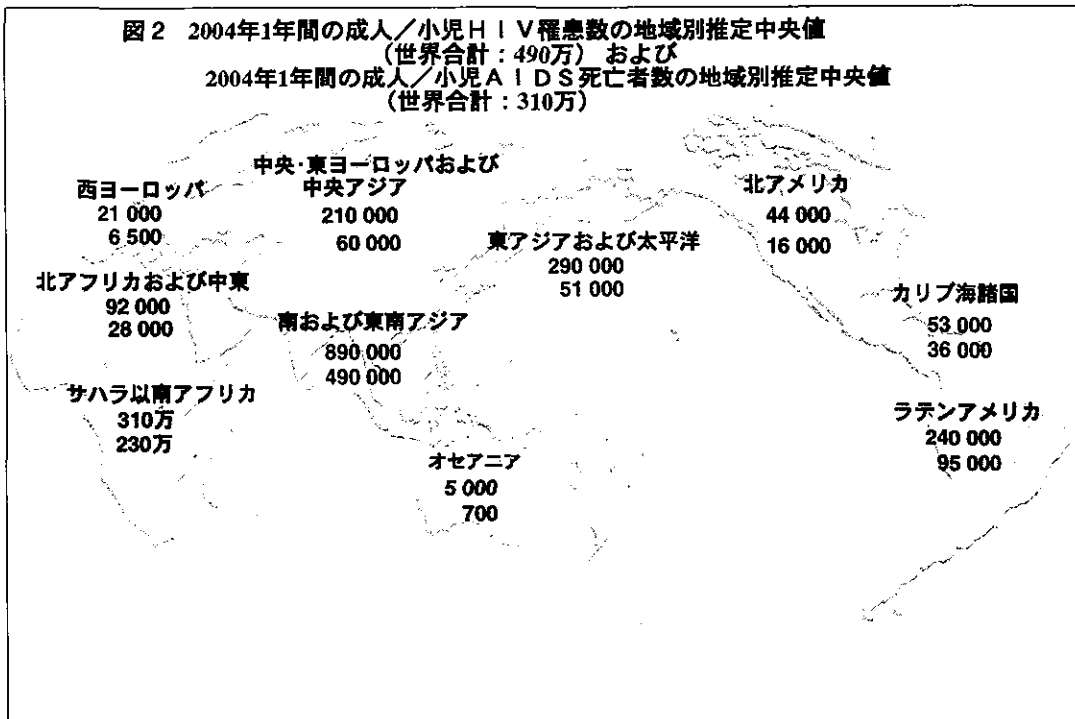 図2 2004年1年間の成人／小児HIV罹患数の地域別推定中央値
（世界合計：490万）および
2004年1年間の成人／小児AIDS死亡者数の地域別推定中央値
（世界合計：310万）
中央・東ヨーロッパおよび
中央アジア
210 000
60 000
西ヨーロッパ
21 000
6 500
北アメリカ
44 000
16 000
東アジアおよび太平洋
290 000
51 000
北アフリカおよび中東
92 000
28 000
カリブ海諸国
53 000
36 000
南および東南アジア
890 000
490 000
サハラ以南アフリカ
310万
230万
ラテンアメリカ
240 000
95 000
オセアニア
5 000
700